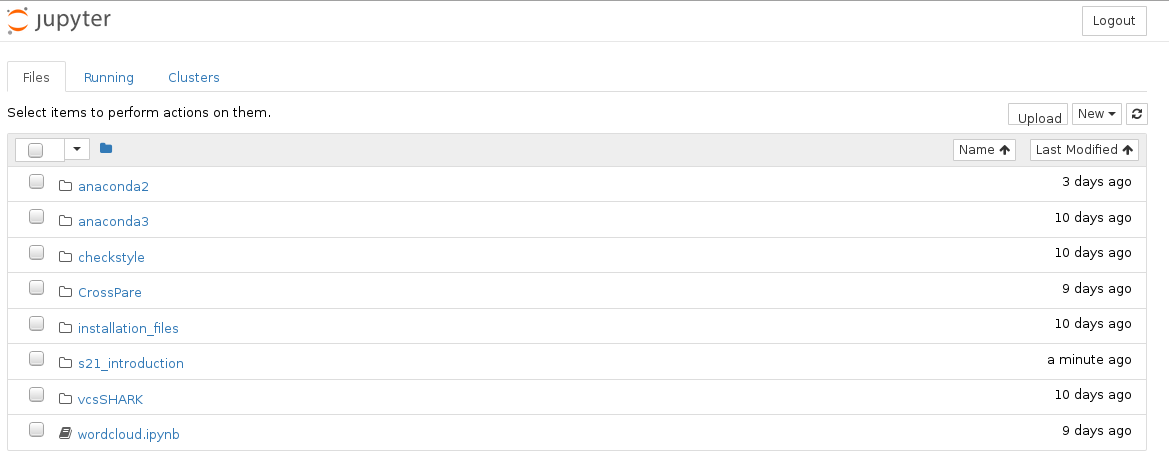 jupyter
Logout
Files Running Clusters
Select items to perform actions on them.
Upload New
Name Last Modified
anaconda2 3 days ago
anaconda3 10 days ago
checkstyle 10 days ago
CrossPare 9 days ago
installation_files 10 days ago
s21_introduction a minute ago
vcsSHARK 10 days ago
wordcloud.ipynb 9 days ago